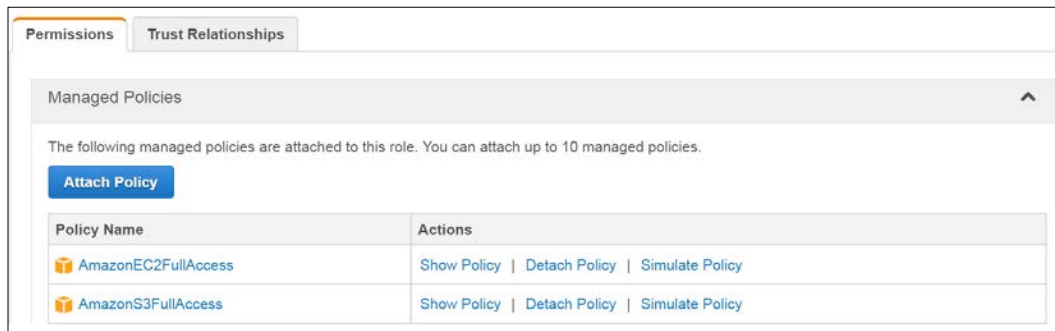 Permissions Trust Relationships
Managed Policies
The following managed policies are attached to this role. You can attach up to 10 managed policies.
Attach Policy
Policy Name Actions
AmazonEC2FullAccess Show Policy | Detach Policy | Simulate Policy
AmazonS3FullAccess Show Policy | Detach Policy | Simulate Policy